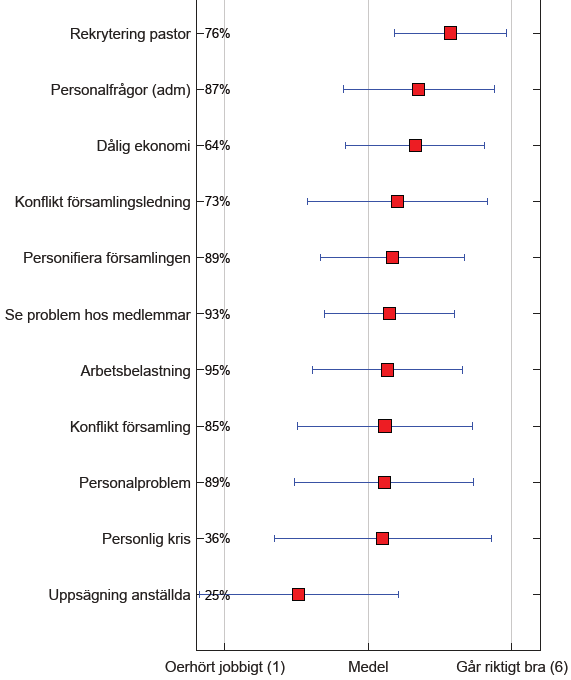 Rekrytering pastor 76%
Personalfrågor (adm) 87%
Dålig ekonomi 64%
Konflikt församlingsledning 73%
Personifiera församlingen 89%
Se problem hos medlemmar 93%
Arbetsbelastning 95%
Konflikt församling 85%
Personalproblem 89%
Personlig kris 36%
Uppsägning anställda 25%
Oerhört jobbigt (1) Medel Går riktigt bra (6)